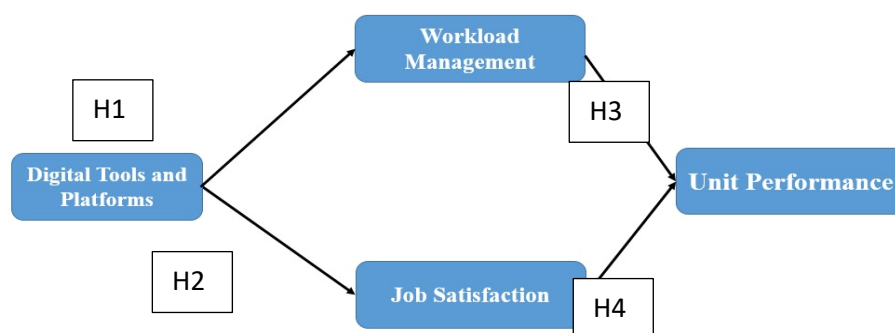 Workload
Management
H1
H3
Digital Tools and
Platforms
Unit Performance
H2
Job Satisfaction
H4